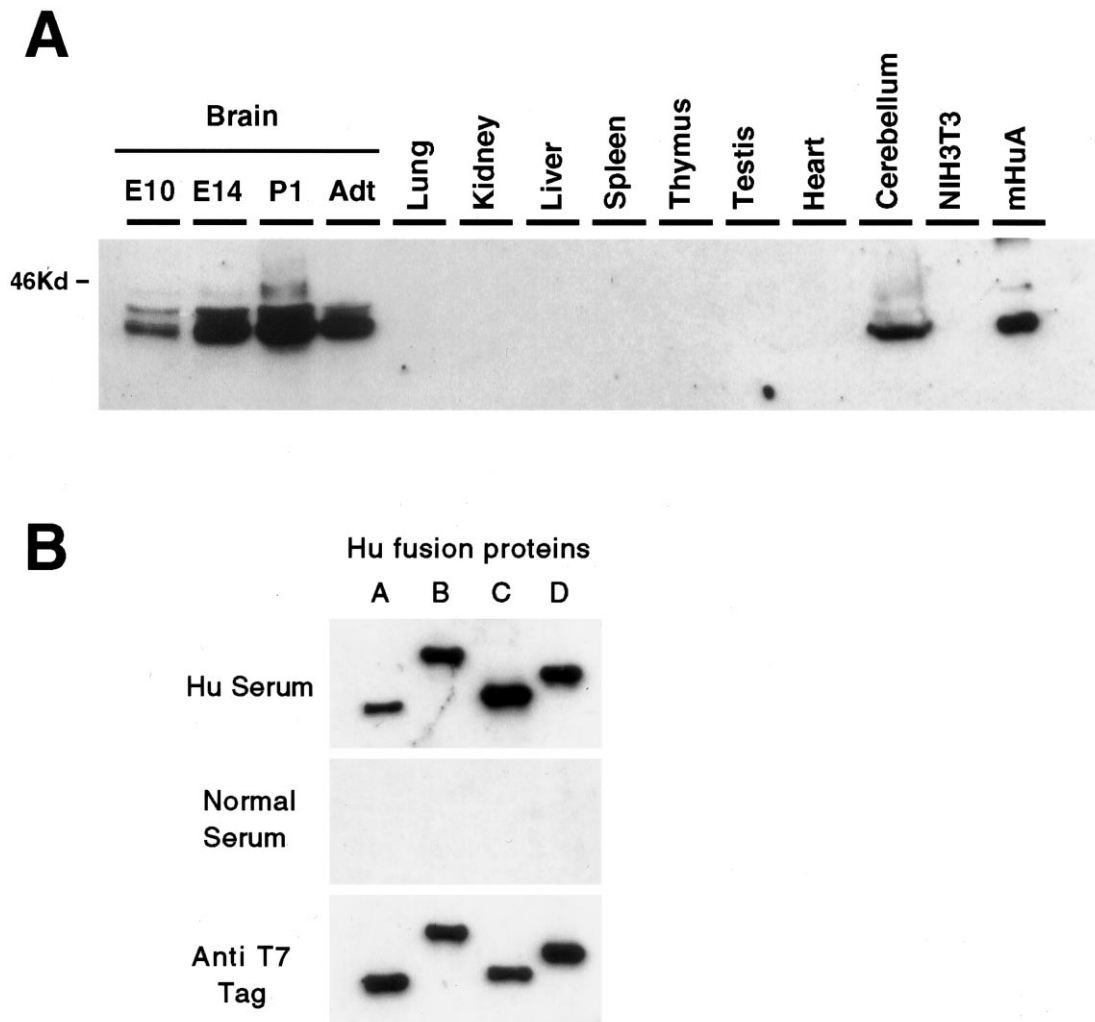 A
Brain
E10 E14 P1 Adt Lung Kidney Liver Spleen Thymus Testis Heart Cerebellum NIH3T3 mHuA
46Kd –
B
Hu fusion proteins
A B C D
Hu Serum
Normal
Serum
Anti T7
Tag